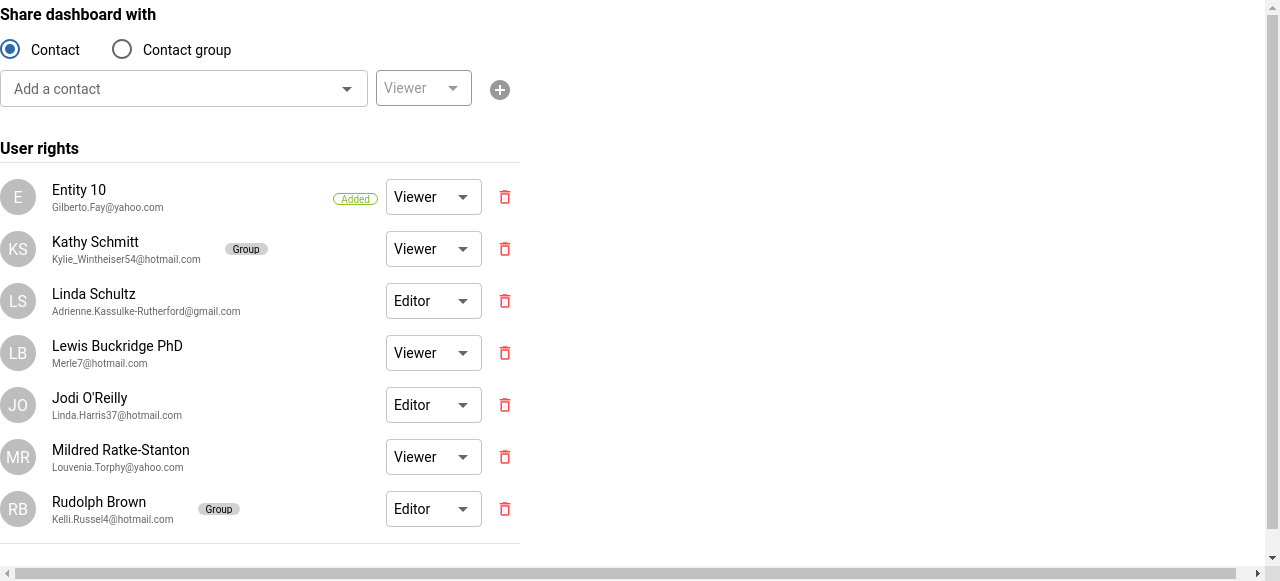 Share dashboard with
Contact
Contact group
Add a contact
Viewer
User rights
E
Entity 10
Gilberto.Fay@yahoo.com
Added
Viewer
KS
Kathy Schmitt
Kylie_Wintheiser54@hotmail.com
Group
Viewer
LS
Linda Schultz
Adrienne.Kassulke-Rutherford@gmail.com
Editor
LB
Lewis Buckridge PhD
Merle7@hotmail.com
Viewer
JO
Jodi O'Reilly
Linda.Harris37@hotmail.com
Editor
MR
Mildred Ratke-Stanton
Louvenia.Torphy@yahoo.com
Viewer
RB
Rudolph Brown
Kelli.Russel4@hotmail.com
Group
Editor